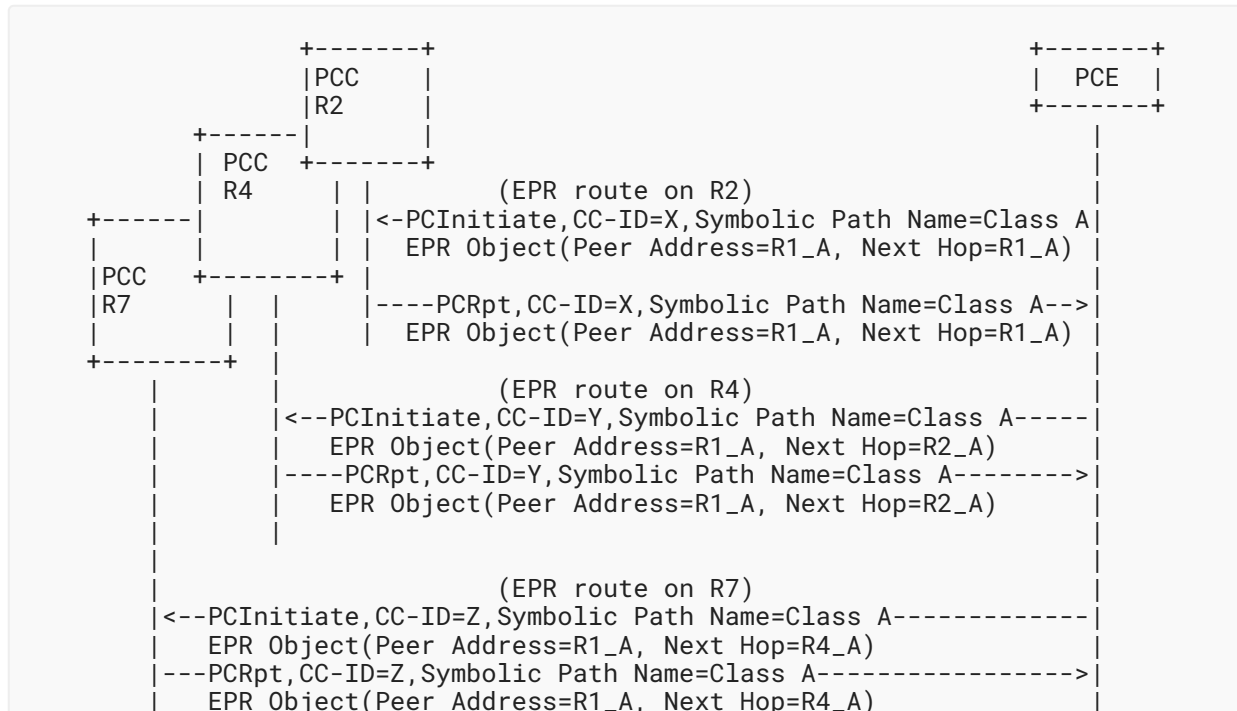 +-------+                                       +-------+
                  |PCC    |                                       |  PCE  |
                  |R2     |                                       +-------+
           +------|       |                                           |
           | PCC  +-------+                                           |
           | R4     | |        (EPR route on R2)                      |
    +------|        | |<-PCInitiate,CC-ID=X,Symbolic Path Name=Class A|
    |      |        | |  EPR Object(Peer Address=R1_A, Next Hop=R1_A) |
    |PCC   +--------+ |                                               |
    |R7      |  |     |----PCRpt,CC-ID=X,Symbolic Path Name=Class A-->|
    |        |  |     |  EPR Object(Peer Address=R1_A, Next Hop=R1_A) |
    +--------+  |                                                     |
        |       |              (EPR route on R4)                      |
        |       |<--PCInitiate,CC-ID=Y,Symbolic Path Name=Class A-----|
        |       |   EPR Object(Peer Address=R1_A, Next Hop=R2_A)      |
        |       |----PCRpt,CC-ID=Y,Symbolic Path Name=Class A-------->|
        |       |   EPR Object(Peer Address=R1_A, Next Hop=R2_A)      |
        |       |                                                     |
        |                                                             |
        |                      (EPR route on R7)                      |
        |<--PCInitiate,CC-ID=Z,Symbolic Path Name=Class A-------------|
        |   EPR Object(Peer Address=R1_A, Next Hop=R4_A)              |
        |---PCRpt,CC-ID=Z,Symbolic Path Name=Class A----------------->|
        |   EPR Object(Peer Address=R1_A, Next Hop=R4_A)              |